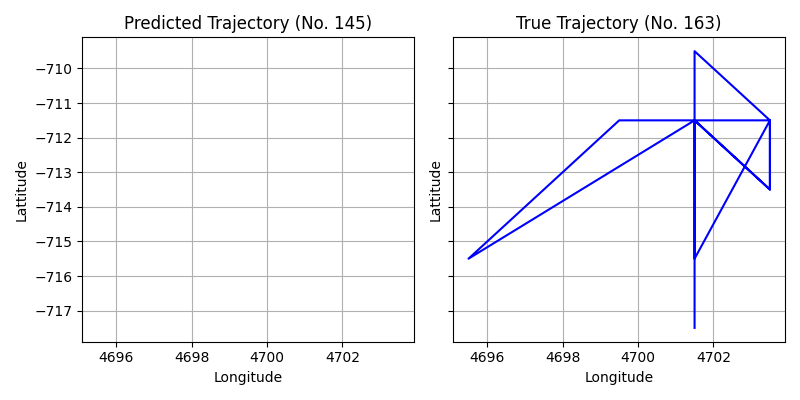 Predicted Trajectory (No. 145)
Lattitude
−710
−711
−712
−713
−714
−715
−716
−717
4696 4698 4700 4702
Longitude
True Trajectory (No. 163)
Lattitude
4696 4698 4700 4702
Longitude